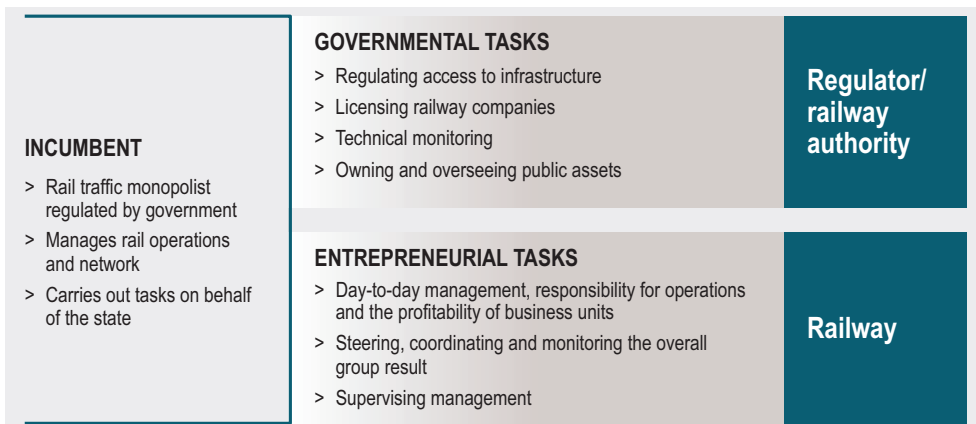 INCUMBENT
> Rail traffic monopolist
regulated by government
> Manages rail operations
and network
> Carries out tasks on behalf
of the state
GOVERNMENTAL TASKS
> Regulating access to infrastructure
> Licensing railway companies
> Technical monitoring
> Owning and overseeing public assets
Regulator/
railway
authority
ENTREPRENEURIAL TASKS
> Day-to-day management, responsibility for operations
and the profitability of business units
> Steering, coordinating and monitoring the overall
group result
> Supervising management
Railway